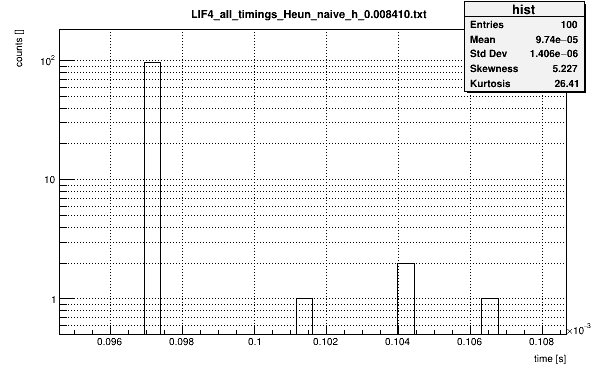 LIF4_all_timings_Heun_naive_h_0.008410.txt
hist
Entries 100
Mean 9.74e−05
Std Dev 1.406e−06
Skewness 5.227
Kurtosis 26.41
counts []
10²
10
1
0.096 0.098 0.1 0.102 0.104 0.106 0.108
×10⁻³
time [s]